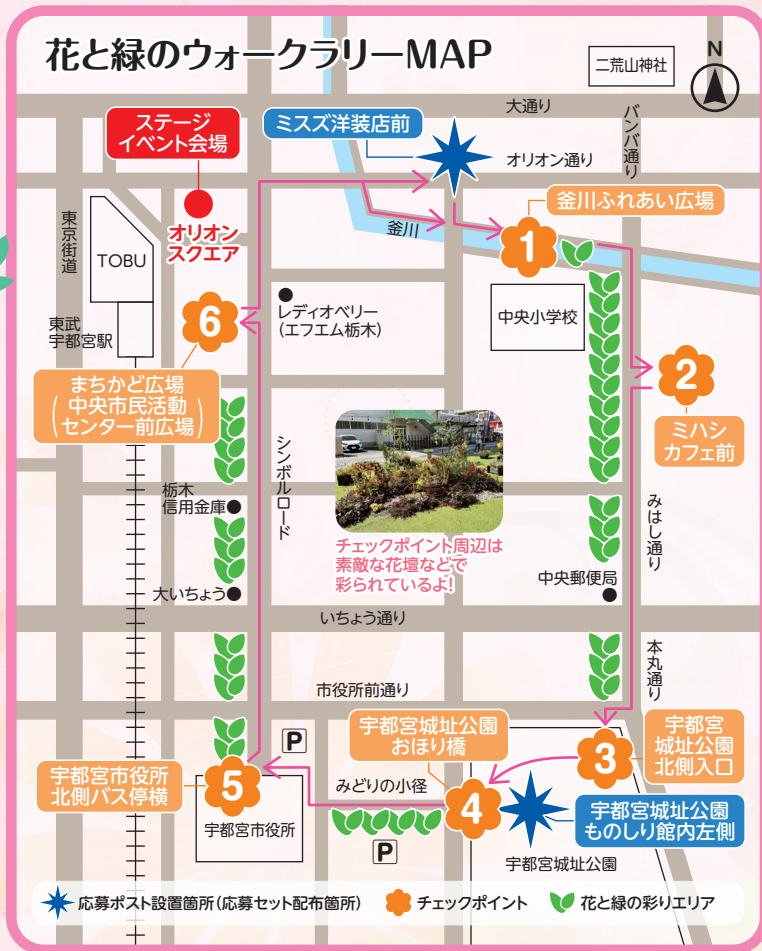 花と緑のウォークラリーMAP
二荒山神社
N
大通り
ステージ
イベント会場
ミスズ洋装店前
バンバ通り
オリオン通り
釜川ふれあい広場
東京街道
TOBU
オリオン
スクエア
釜川
1
レディオベリー
(エフエム栃木)
中央小学校
東武
宇都宮駅
6
2
まちかど広場
(中央市民活動
センター前広場)
ミハシ
カフェ前
シンボルロード
栃木
信用金庫
みはし通り
チェックポイント周辺は
素敵な花壇などで
彩られているよ!
中央郵便局
大いちょう
いちょう通り
本丸通り
市役所前通り
P
宇都宮城址公園
おほり橋
3
宇都宮
城址公園
北側入口
宇都宮市役所
北側バス停横
5
みどりの小径
4
宇都宮城址公園
ものしり館内左側
宇都宮市役所
P
宇都宮城址公園
応募ポスト設置箇所(応募セット配布箇所)
チェックポイント
花と緑の彩りエリア